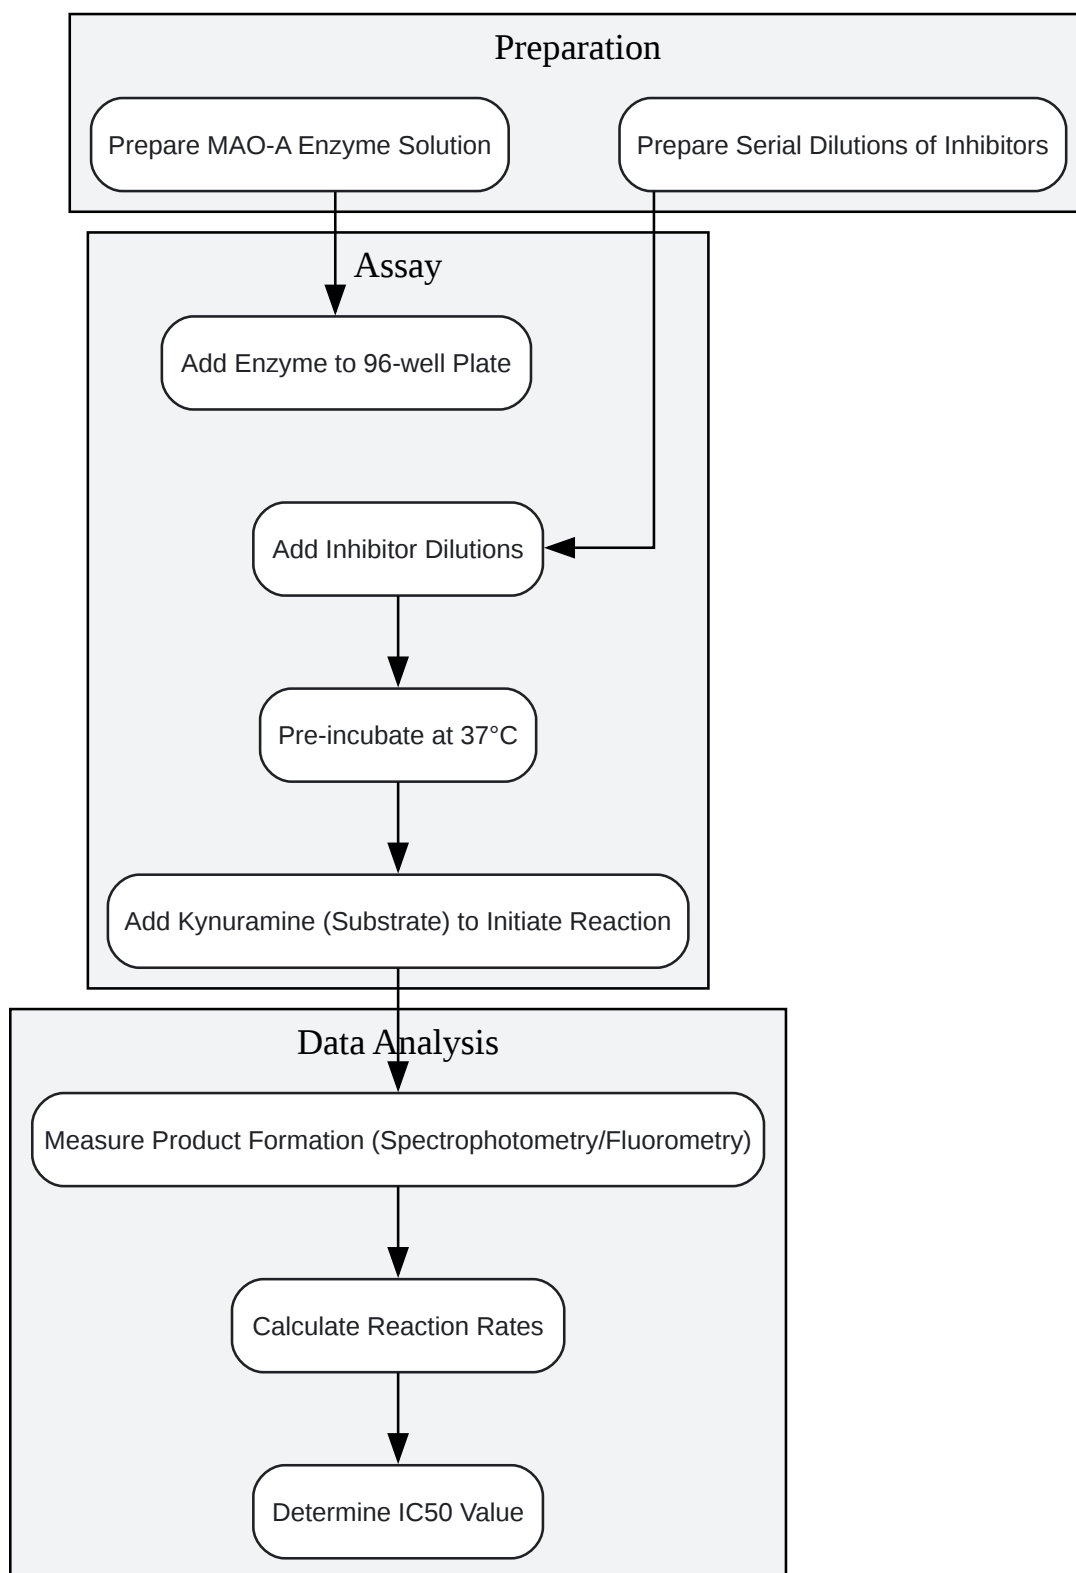 Preparation
Prepare MAO-A Enzyme Solution
Prepare Serial Dilutions of Inhibitors
Assay
Add Enzyme to 96-well Plate
Add Inhibitor Dilutions
Pre-incubate at 37°C
Add Kynuramine (Substrate) to Initiate Reaction
Data Analysis
Measure Product Formation (Spectrophotometry/Fluorometry)
Calculate Reaction Rates
Determine IC50 Value